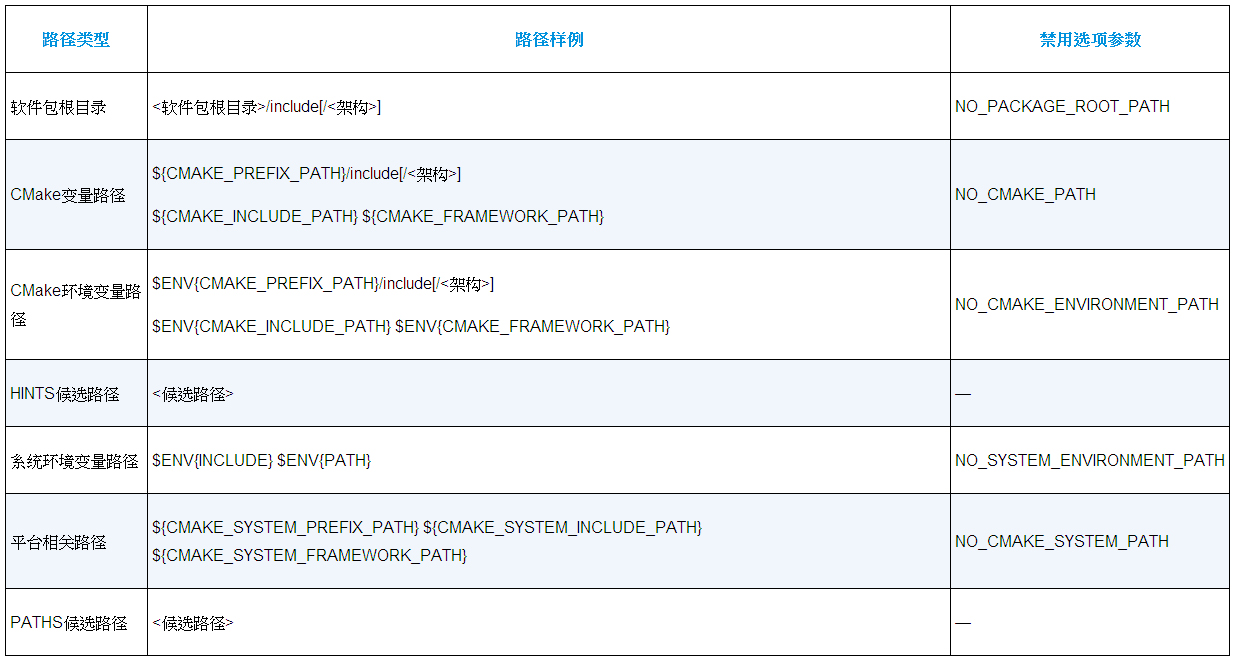 路径类型 路径样例 禁用选项参数
软件包根目录 <软件包根目录>/include[/<架构>] NO_PACKAGE_ROOT_PATH
CMake变量路径
${CMAKE_PREFIX_PATH}/include[/<架构>]
${CMAKE_INCLUDE_PATH} ${CMAKE_FRAMEWORK_PATH}
NO_CMAKE_PATH
CMake环境变量路
径
$ENV{CMAKE_PREFIX_PATH}/include[/<架构>]
$ENV{CMAKE_INCLUDE_PATH} $ENV{CMAKE_FRAMEWORK_PATH}
NO_CMAKE_ENVIRONMENT_PATH
HINTS候选路径 <候选路径> —
系统环境变量路径 $ENV{INCLUDE} $ENV{PATH} NO_SYSTEM_ENVIRONMENT_PATH
平台相关路径
${CMAKE_SYSTEM_PREFIX_PATH} ${CMAKE_SYSTEM_INCLUDE_PATH}
${CMAKE_SYSTEM_FRAMEWORK_PATH}
NO_CMAKE_SYSTEM_PATH
PATHS候选路径 <候选路径> —